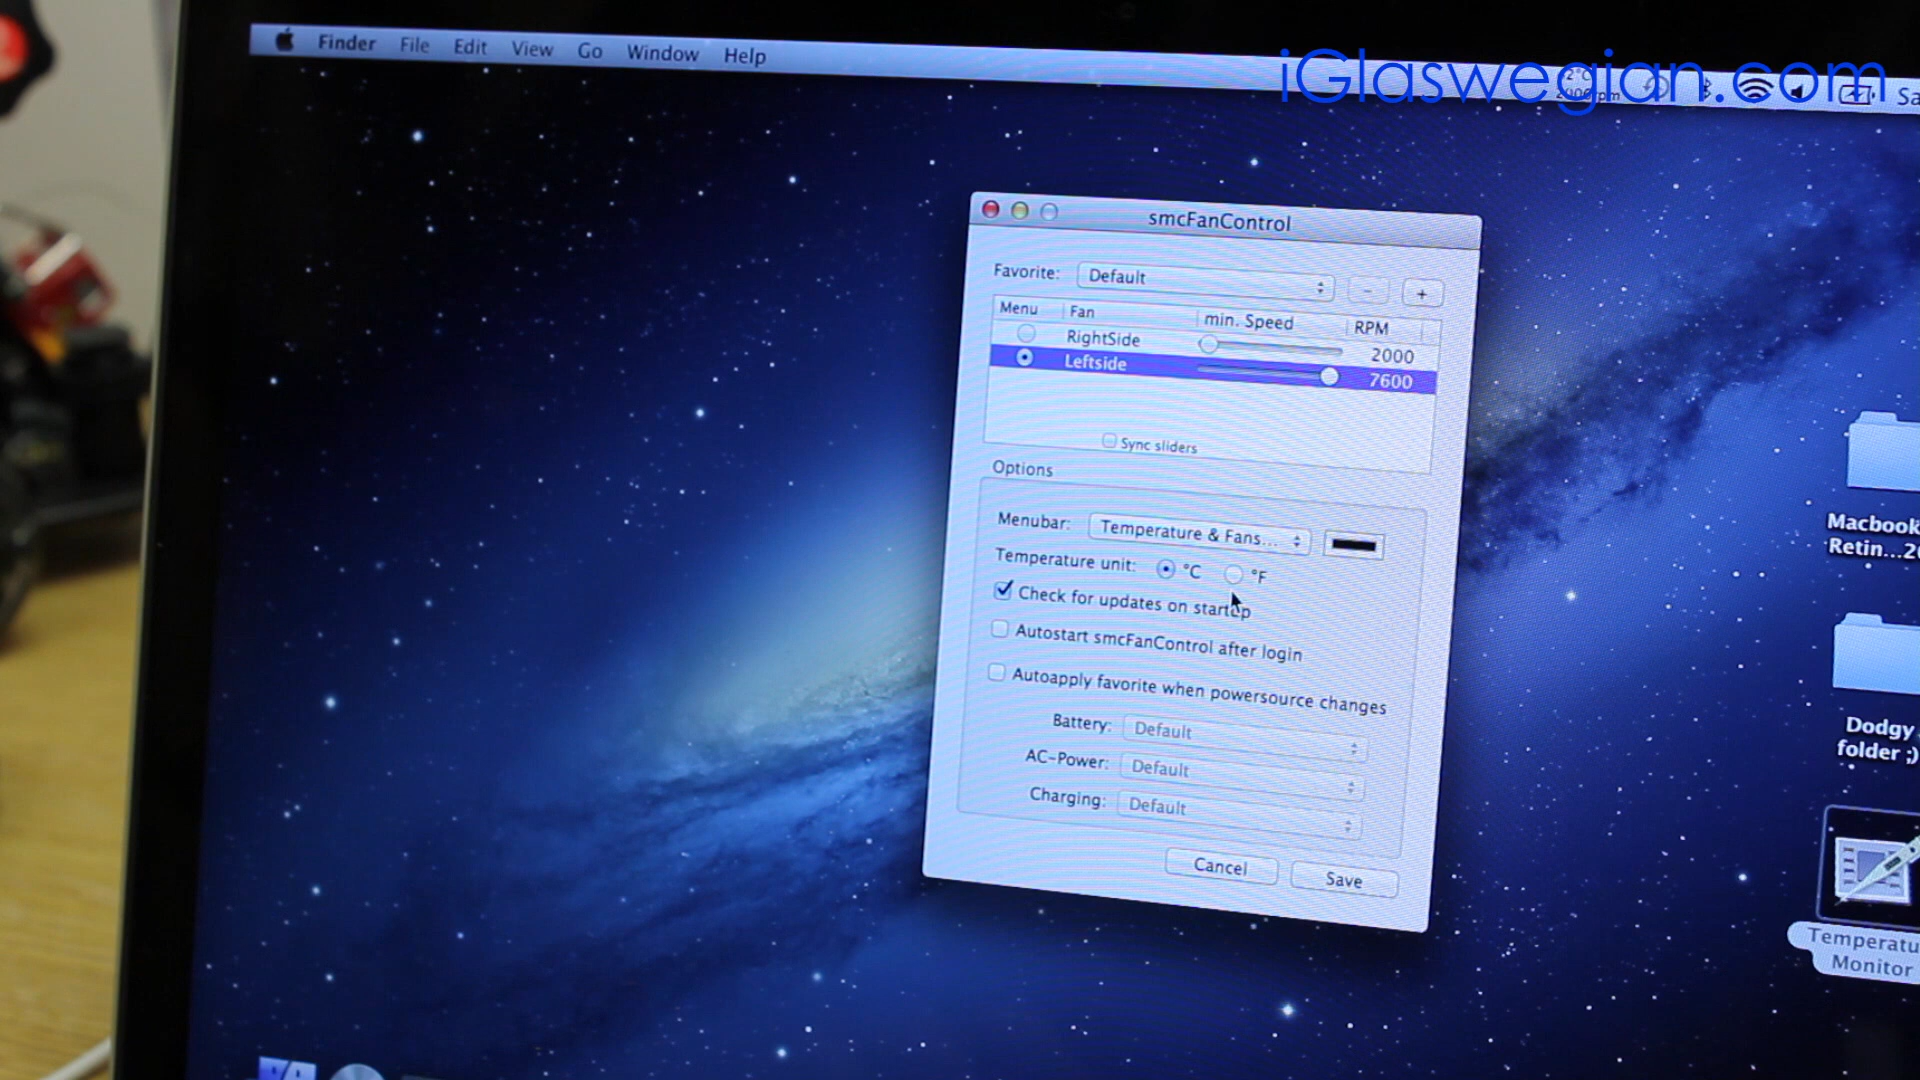 Finder File Edit View Go Window Help
iGlaswegian.com
smcFanControl
Favorite: Default - +
Menu Fan min. Speed RPM
RightSide 2000
Leftside 7600
Sync sliders
Options
Menubar: Temperature & Fans...
Temperature unit: °C °F
Check for updates on startup
Autostart smcFanControl after login
Autoapply favorite when powersource changes
Battery: Default
AC-Power: Default
Charging: Default
Cancel Save
Macbook
Retin...
Dodgy
folder ;)
Monitor